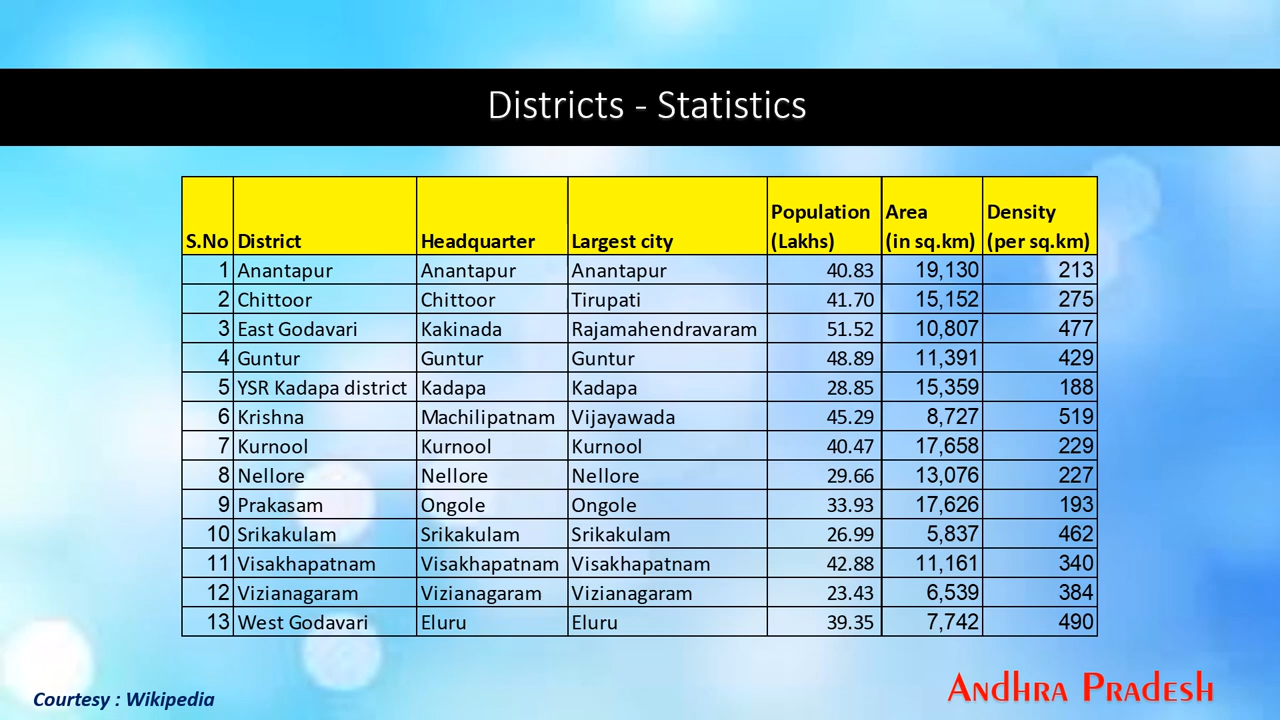 Districts - Statistics
S.No District Headquarter Largest city Population (Lakhs) Area (in sq.km) Density (per sq.km)
1 Anantapur Anantapur Anantapur 40.83 19,130 213
2 Chittoor Chittoor Tirupati 41.70 15,152 275
3 East Godavari Kakinada Rajamahendravaram 51.52 10,807 477
4 Guntur Guntur Guntur 48.89 11,391 429
5 YSR Kadapa district Kadapa Kadapa 28.85 15,359 188
6 Krishna Machilipatnam Vijayawada 45.29 8,727 519
7 Kurnool Kurnool Kurnool 40.47 17,658 229
8 Nellore Nellore Nellore 29.66 13,076 227
9 Prakasam Ongole Ongole 33.93 17,626 193
10 Srikakulam Srikakulam Srikakulam 26.99 5,837 462
11 Visakhapatnam Visakhapatnam Visakhapatnam 42.88 11,161 340
12 Vizianagaram Vizianagaram Vizianagaram 23.43 6,539 384
13 West Godavari Eluru Eluru 39.35 7,742 490
Courtesy : Wikipedia
Andhra Pradesh